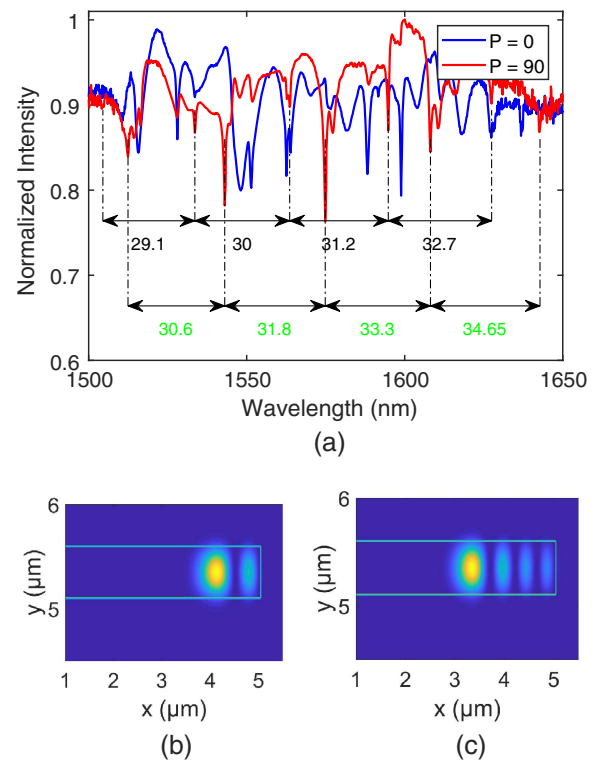 1
P = 0
P = 90
0.9
0.8
0.7
0.6
Normalized Intensity
29.1
30
31.2
32.7
30.6
31.8
33.3
34.65
1500
1550
1600
1650
Wavelength (nm)
(a)
6
5
y (µm)
1 2 3 4 5
x (µm)
(b)
6
5
y (µm)
1 2 3 4 5
x (µm)
(c)